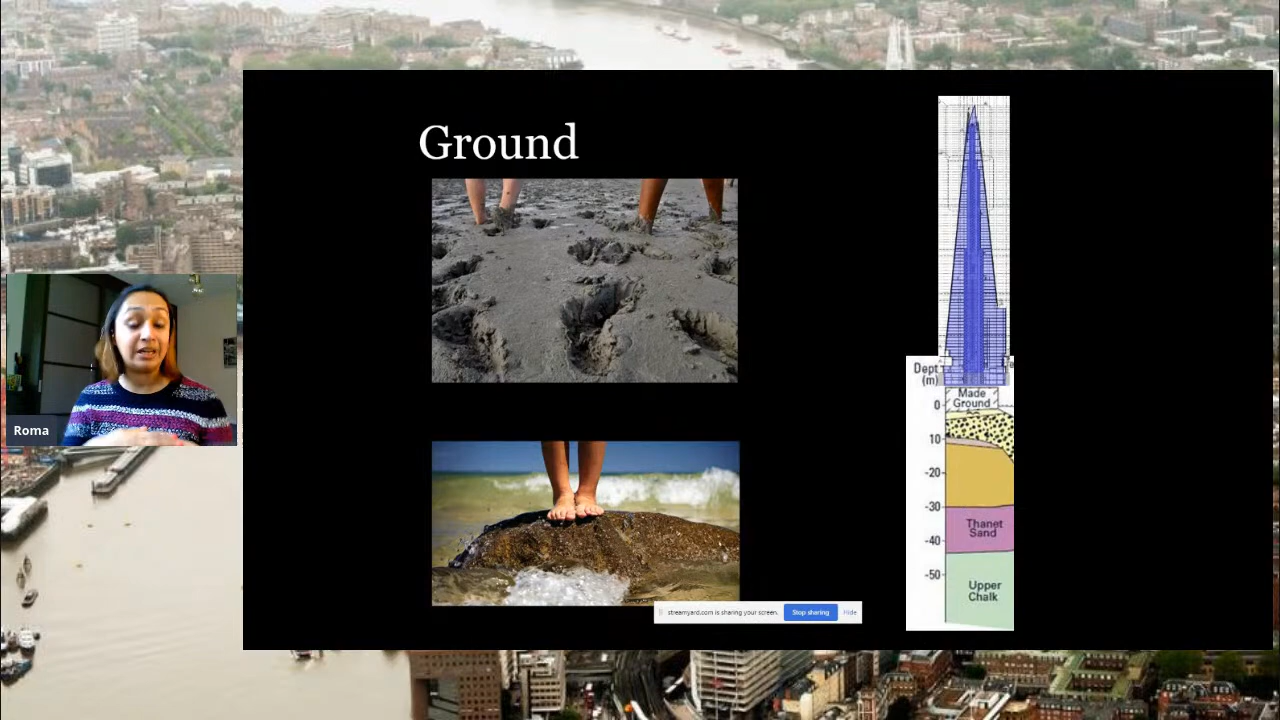 Ground
Roma
Dept
(m)
Made
Ground
0
10
-20
-30
-40
-50
Thanet
Sand
Upper
Chalk
streamyard.com is sharing your screen.
Stop sharing
Hide